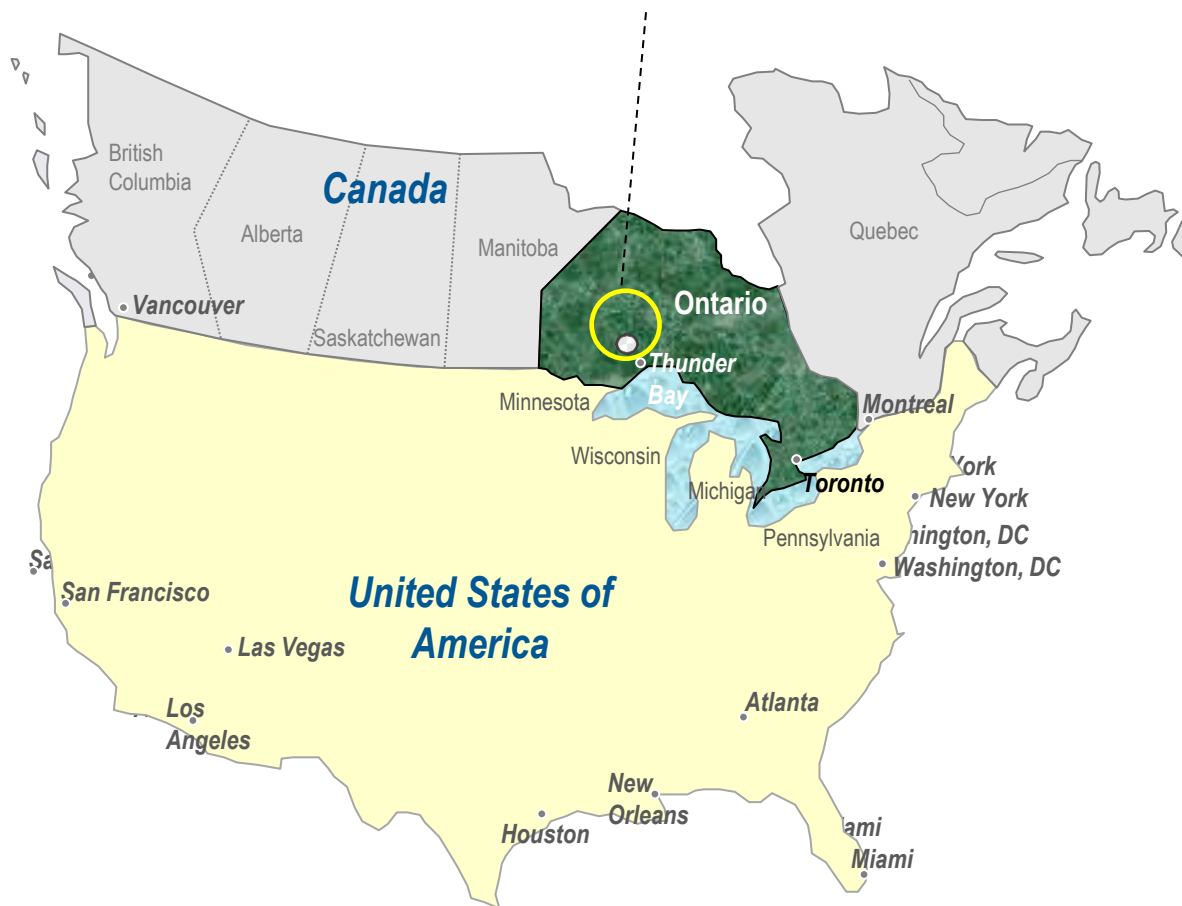 British
Columbia
Canada
Alberta
Manitoba
Quebec
Ontario
Vancouver
Saskatchewan
Thunder
Bay
Minnesota
Montreal
Wisconsin
York
Michigan
Toronto
New York
Pennsylvania
hington, DC
Sa
Washington, DC
San Francisco
United States of
America
Las Vegas
Atlanta
Los
Angeles
New
Orleans
Houston
iami
Miami